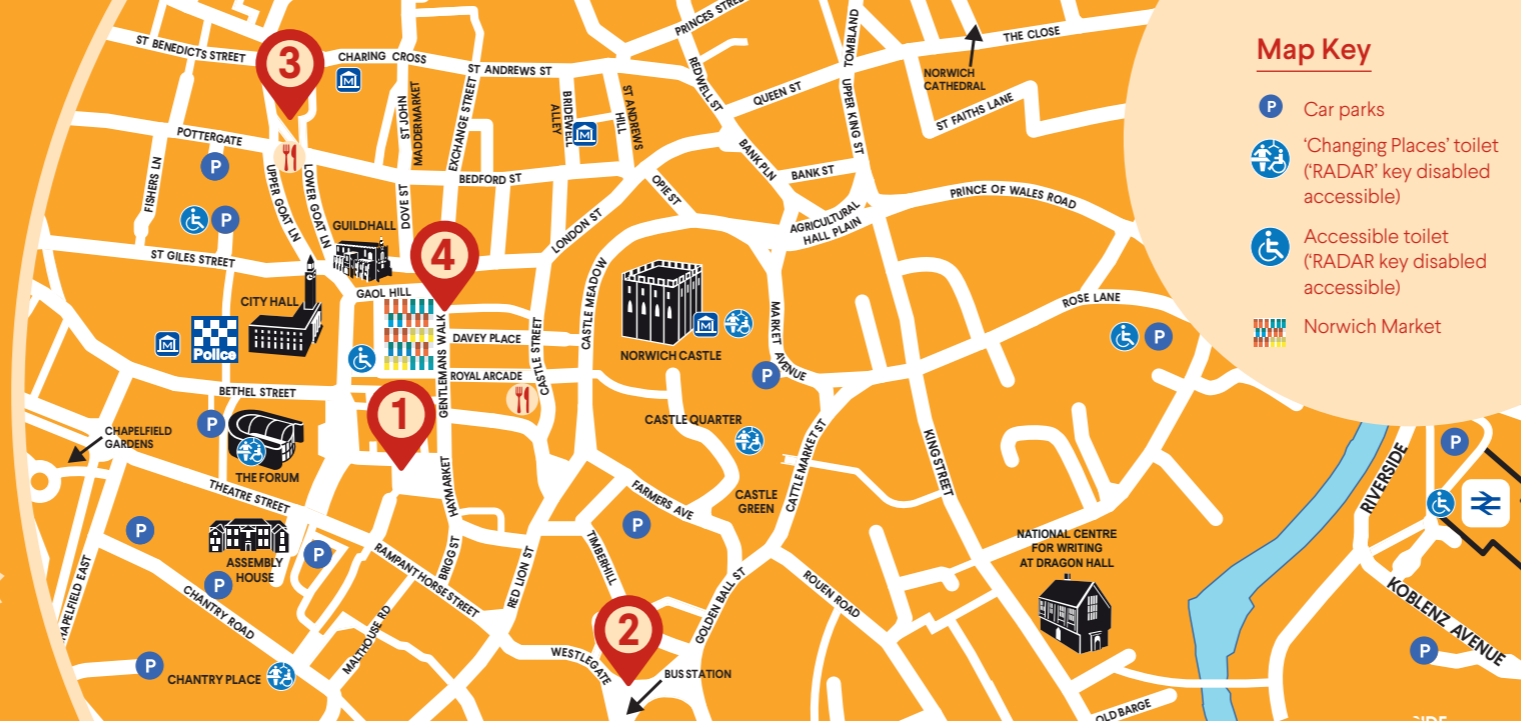 ST BENEDICTS STREET
3
CHARING CROSS
ST ANDREWS ST
PRINCES STRE
TOMBLAND
THE CLOSE
NORWICH
CATHEDRAL
REDWELL ST
QUEEN ST
UPPER KING ST
ST FAITHS LANE
ST JOHN
MADDERMARKET
EXCHANGE STREET
BRIDEWELL
ALLEY
ST ANDREWS
HILL
M
M
POTTERGATE
P
FISHERS LN
UPPER GOAT LN
LOWER GOAT LN
DOVE ST
BEDFORD ST
BANK PLN
BANK ST
OPIE ST
PRINCE OF WALES ROAD
AGRICULTURAL
HALL PLAIN
LONDON ST
P
GUILDHALL
4
ST GILES STREET
CITY HALL
GAOL HILL
CASTLE MEADOW
ROSE LANE
M
Police
GENTLEMANS WALK
DAVEY PLACE
CASTLE STREET
M
NORWICH CASTLE
MARKET AVENUE
P
P
ROYAL ARCADE
BETHEL STREET
1
CHAPELFIELD
GARDENS
P
THE FORUM
CASTLE QUARTER
CATTLE MARKET ST
KING STREET
HAYMARKET
THEATRE STREET
CASTLE
GREEN
FARMERS AVE
P
P
ASSEMBLY
HOUSE
P
P
RAMPANT HORSE STREET
BRIGG ST
RED LION ST
TIMBERHILL
NATIONAL CENTRE
FOR WRITING
AT DRAGON HALL
HAPELFIELD EAST
CHANTRY ROAD
MALTHOUSE RD
2
GOLDEN BALL ST
ROUEN ROAD
P
CHANTRY PLACE
WESTLEGATE
BUS STATION
OLD BARGE
RIVERSIDE
P
KOBLENZ AVENUE
P
Map Key
P Car parks
‘Changing Places’ toilet
(‘RADAR’ key disabled
accessible)
Accessible toilet
(‘RADAR key disabled
accessible)
Norwich Market